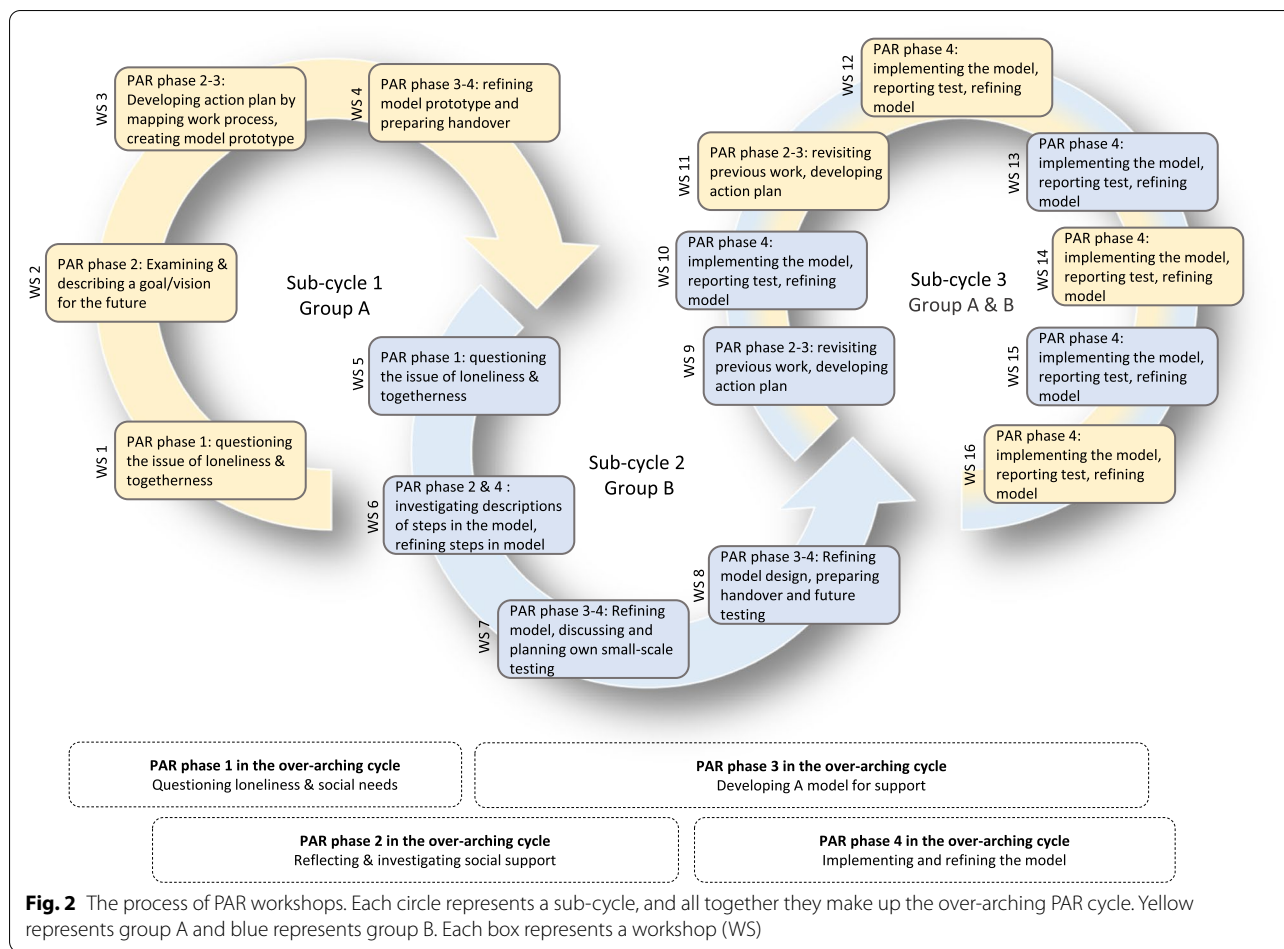 WS 1
PAR phase 1: questioning
the issue of loneliness &
togetherness
WS 2
PAR phase 2: Examining &
describing a goal/vision
for the future
WS 3
PAR phase 2-3:
Developing action plan by
mapping work process,
creating model prototype
WS 4
PAR phase 3-4: refining
model prototype and
preparing handover
Sub-cycle 1
Group A
WS 5
PAR phase 1: questioning
the issue of loneliness &
togetherness
WS 6
PAR phase 2 & 4 :
investigating descriptions
of steps in the model,
refining steps in model
WS 7
PAR phase 3-4: Refining
model, discussing and
planning own small-scale
testing
WS 8
PAR phase 3-4: Refining
model design, preparing
handover and future
testing
Sub-cycle 2
Group B
WS 9
PAR phase 2-3: revisiting
previous work, developing
action plan
WS 10
PAR phase 4:
implementing the model,
reporting test, refining
model
WS 11
PAR phase 2-3: revisiting
previous work, developing
action plan
WS 12
PAR phase 4:
implementing the model,
reporting test, refining
model
WS 13
PAR phase 4:
implementing the model,
reporting test, refining
model
WS 14
PAR phase 4:
implementing the model,
reporting test, refining
model
WS 15
PAR phase 4:
implementing the model,
reporting test, refining
model
WS 16
PAR phase 4:
implementing the model,
reporting test, refining
model
Sub-cycle 3
Group A & B
PAR phase 1 in the over-arching cycle
Questioning loneliness & social needs
PAR phase 3 in the over-arching cycle
Developing A model for support
PAR phase 2 in the over-arching cycle
Reflecting & investigating social support
PAR phase 4 in the over-arching cycle
Implementing and refining the model
Fig. 2 The process of PAR workshops. Each circle represents a sub-cycle, and all together they make up the over-arching PAR cycle. Yellow
represents group A and blue represents group B. Each box represents a workshop (WS)